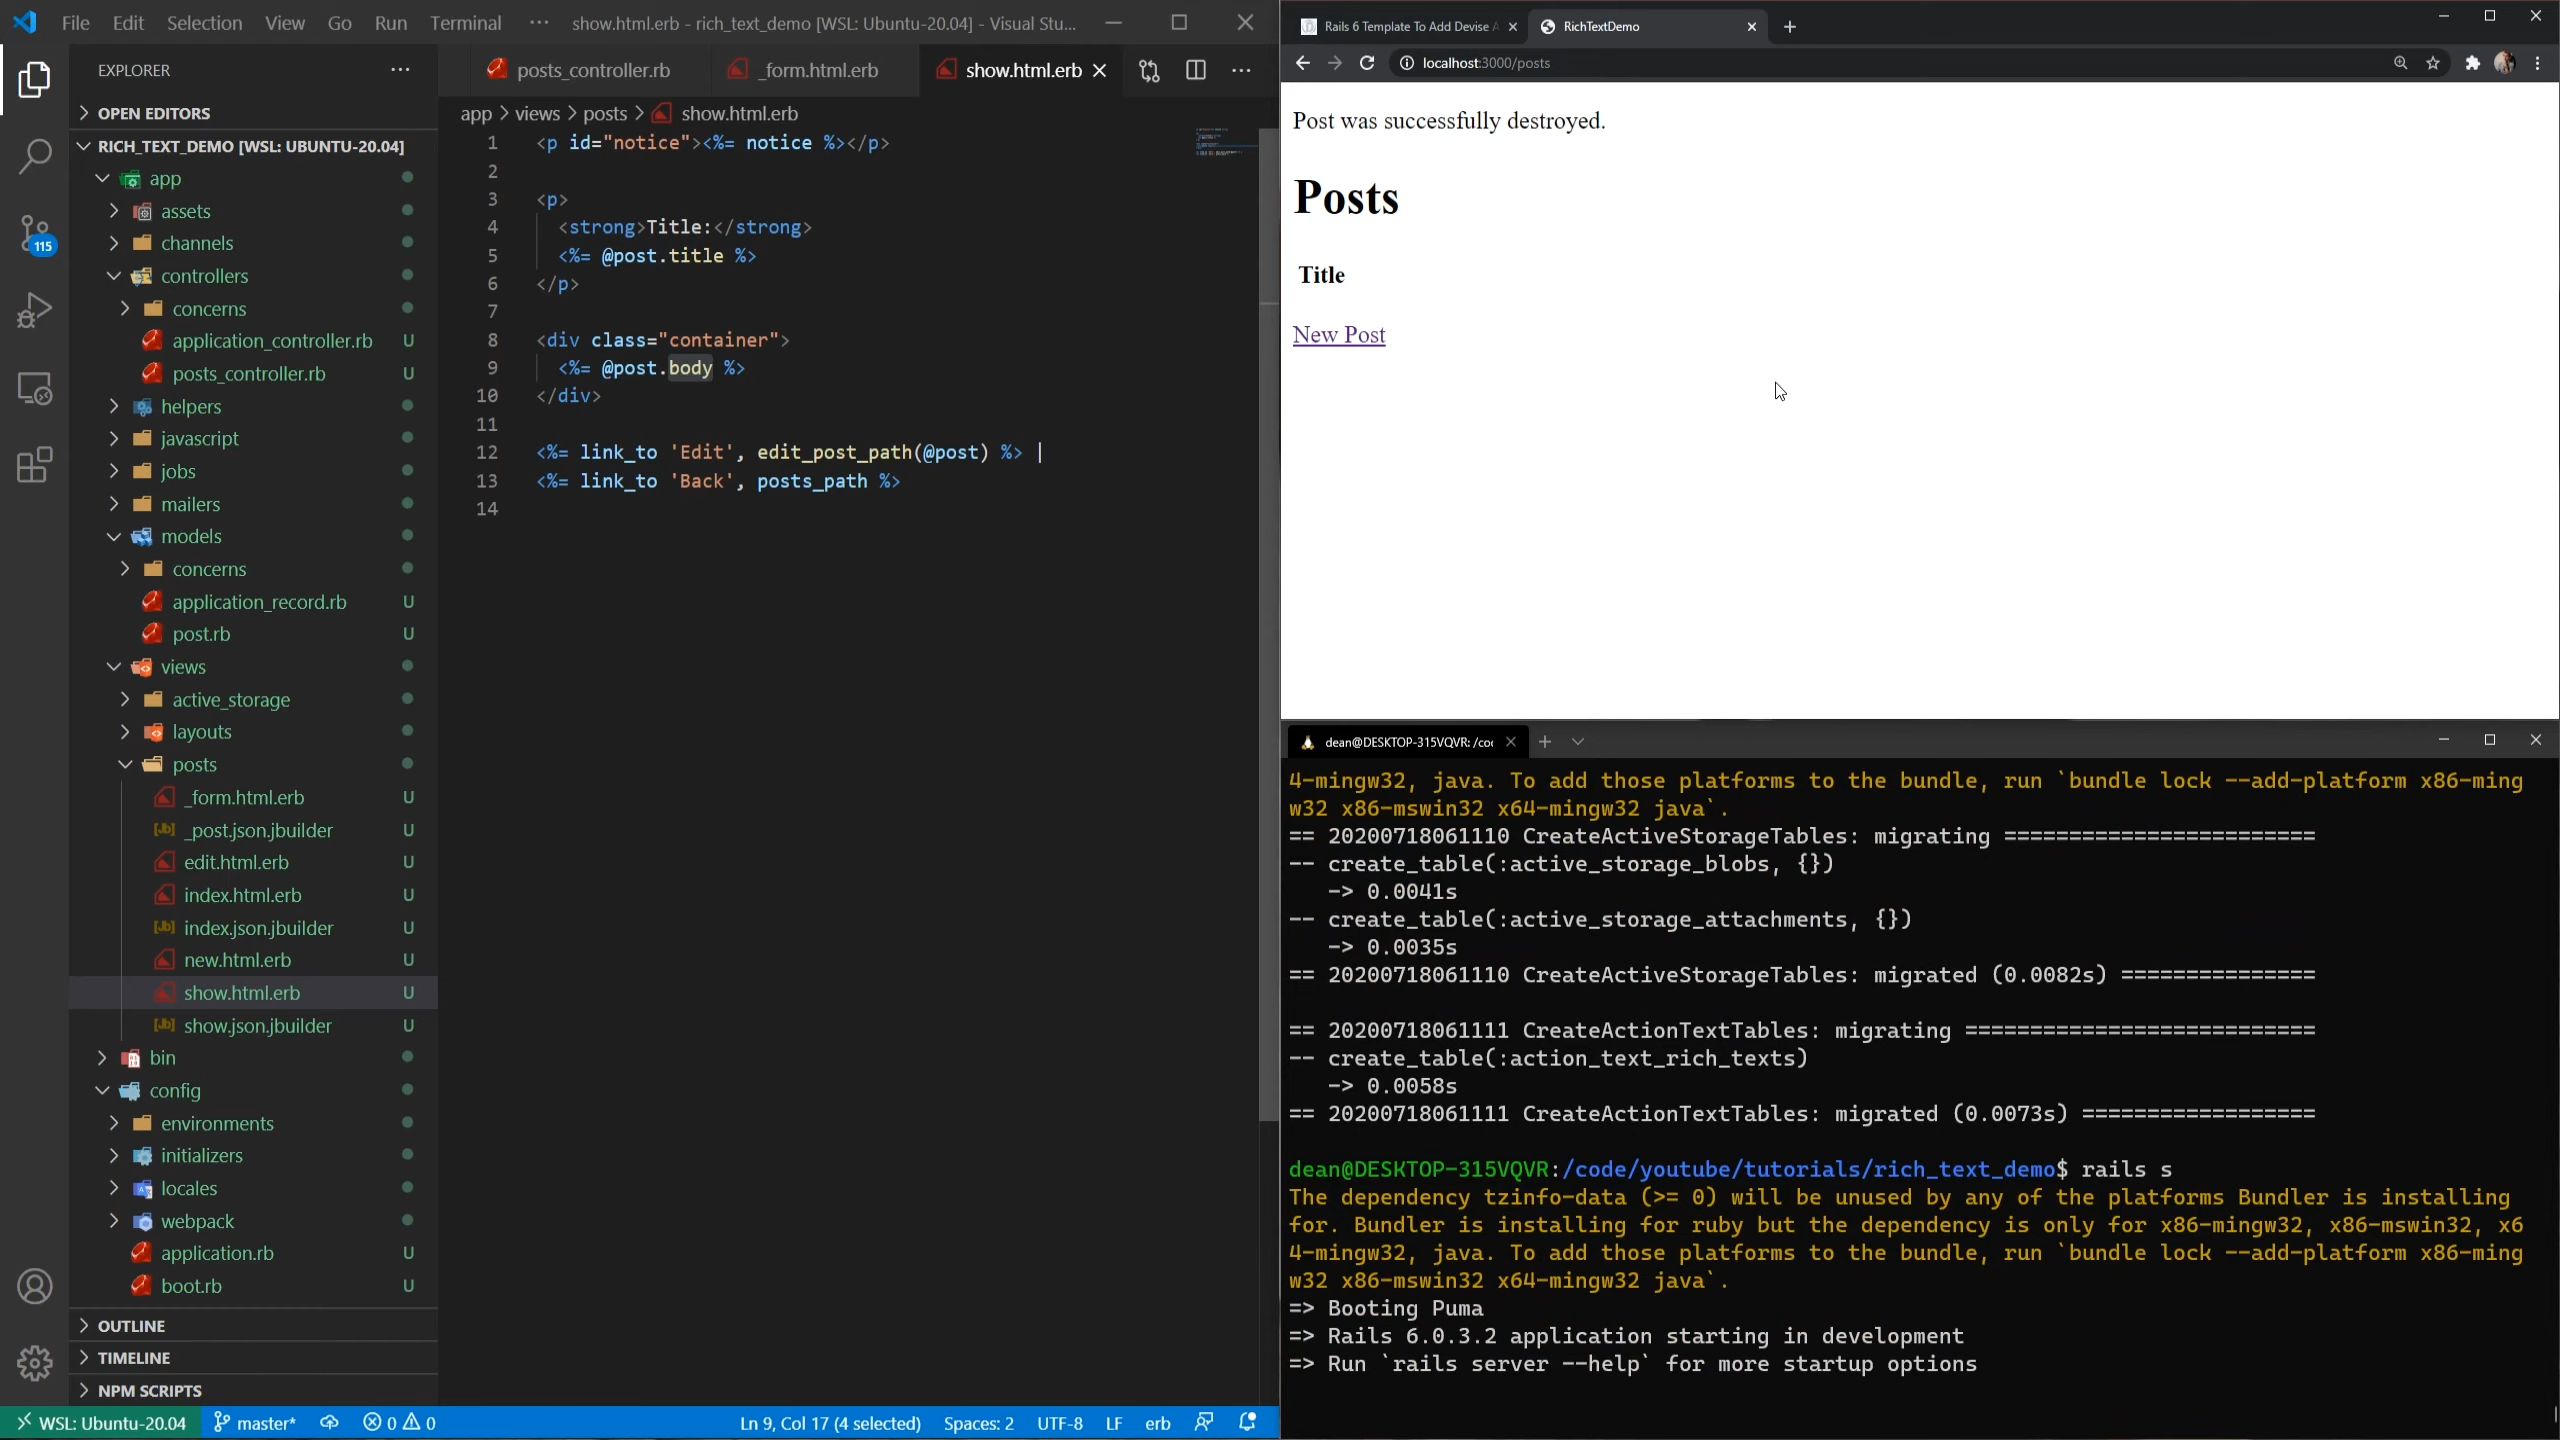 File Edit Selection View Go Run Terminal ··· show.html.erb - rich_text_demo [WSL: Ubuntu-20.04] - Visual Stu...
EXPLORER
OPEN EDITORS
RICH_TEXT_DEMO [WSL: UBUNTU-20.04]
app
assets
channels
controllers
concerns
application_controller.rb U
posts_controller.rb U
helpers
javascript
jobs
mailers
models
concerns
application_record.rb U
post.rb U
views
active_storage
layouts
posts
_form.html.erb U
_post.json.jbuilder U
edit.html.erb U
index.html.erb U
index.json.jbuilder U
new.html.erb U
show.html.erb U
show.json.jbuilder U
bin
config
environments
initializers
locales
webpack
application.rb U
boot.rb U
OUTLINE
TIMELINE
NPM SCRIPTS
115
posts_controller.rb _form.html.erb show.html.erb
app > views > posts > show.html.erb
1 <p id="notice"><%= notice %></p>
2
3 <p>
4 <strong>Title:</strong>
5 <%= @post.title %>
6 </p>
7
8 <div class="container">
9 <%= @post.body %>
10 </div>
11
12 <%= link_to 'Edit', edit_post_path(@post) %> |
13 <%= link_to 'Back', posts_path %>
14
WSL: Ubuntu-20.04 master* 0 0 Ln 9, Col 17 (4 selected) Spaces: 2 UTF-8 LF erb
Rails 6 Template To Add Devise A RichTextDemo
localhost:3000/posts
Post was successfully destroyed.
Posts
Title
New Post
dean@DESKTOP-315VQVR: /coc
4-mingw32, java. To add those platforms to the bundle, run `bundle lock --add-platform x86-ming
w32 x86-mswin32 x64-mingw32 java`.
== 20200718061110 CreateActiveStorageTables: migrating ========================
-- create_table(:active_storage_blobs, {})
-> 0.0041s
-- create_table(:active_storage_attachments, {})
-> 0.0035s
== 20200718061110 CreateActiveStorageTables: migrated (0.0082s) ===============
== 20200718061111 CreateActionTextTables: migrating ===========================
-- create_table(:action_text_rich_texts)
-> 0.0058s
== 20200718061111 CreateActionTextTables: migrated (0.0073s) ==================
dean@DESKTOP-315VQVR:/code/youtube/tutorials/rich_text_demo$ rails s
The dependency tzinfo-data (>= 0) will be unused by any of the platforms Bundler is installing
for. Bundler is installing for ruby but the dependency is only for x86-mingw32, x86-mswin32, x6
4-mingw32, java. To add those platforms to the bundle, run `bundle lock --add-platform x86-ming
w32 x86-mswin32 x64-mingw32 java`.
=> Booting Puma
=> Rails 6.0.3.2 application starting in development
=> Run `rails server --help` for more startup options